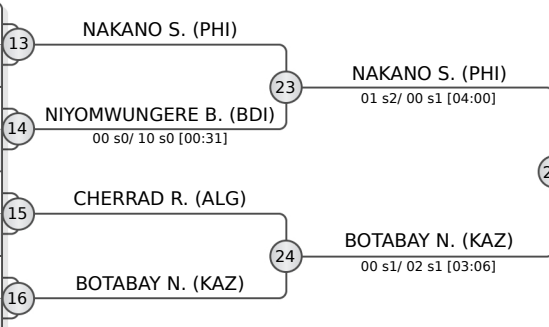 NAKANO S. (PHI)
13
23
NAKANO S. (PHI)
01 s2/ 00 s1 [04:00]
14
NIYOMWUNGERE B. (BDI)
00 s0/ 10 s0 [00:31]
15
CHERRAD R. (ALG)
24
BOTABAY N. (KAZ)
00 s1/ 02 s1 [03:06]
16
BOTABAY N. (KAZ)